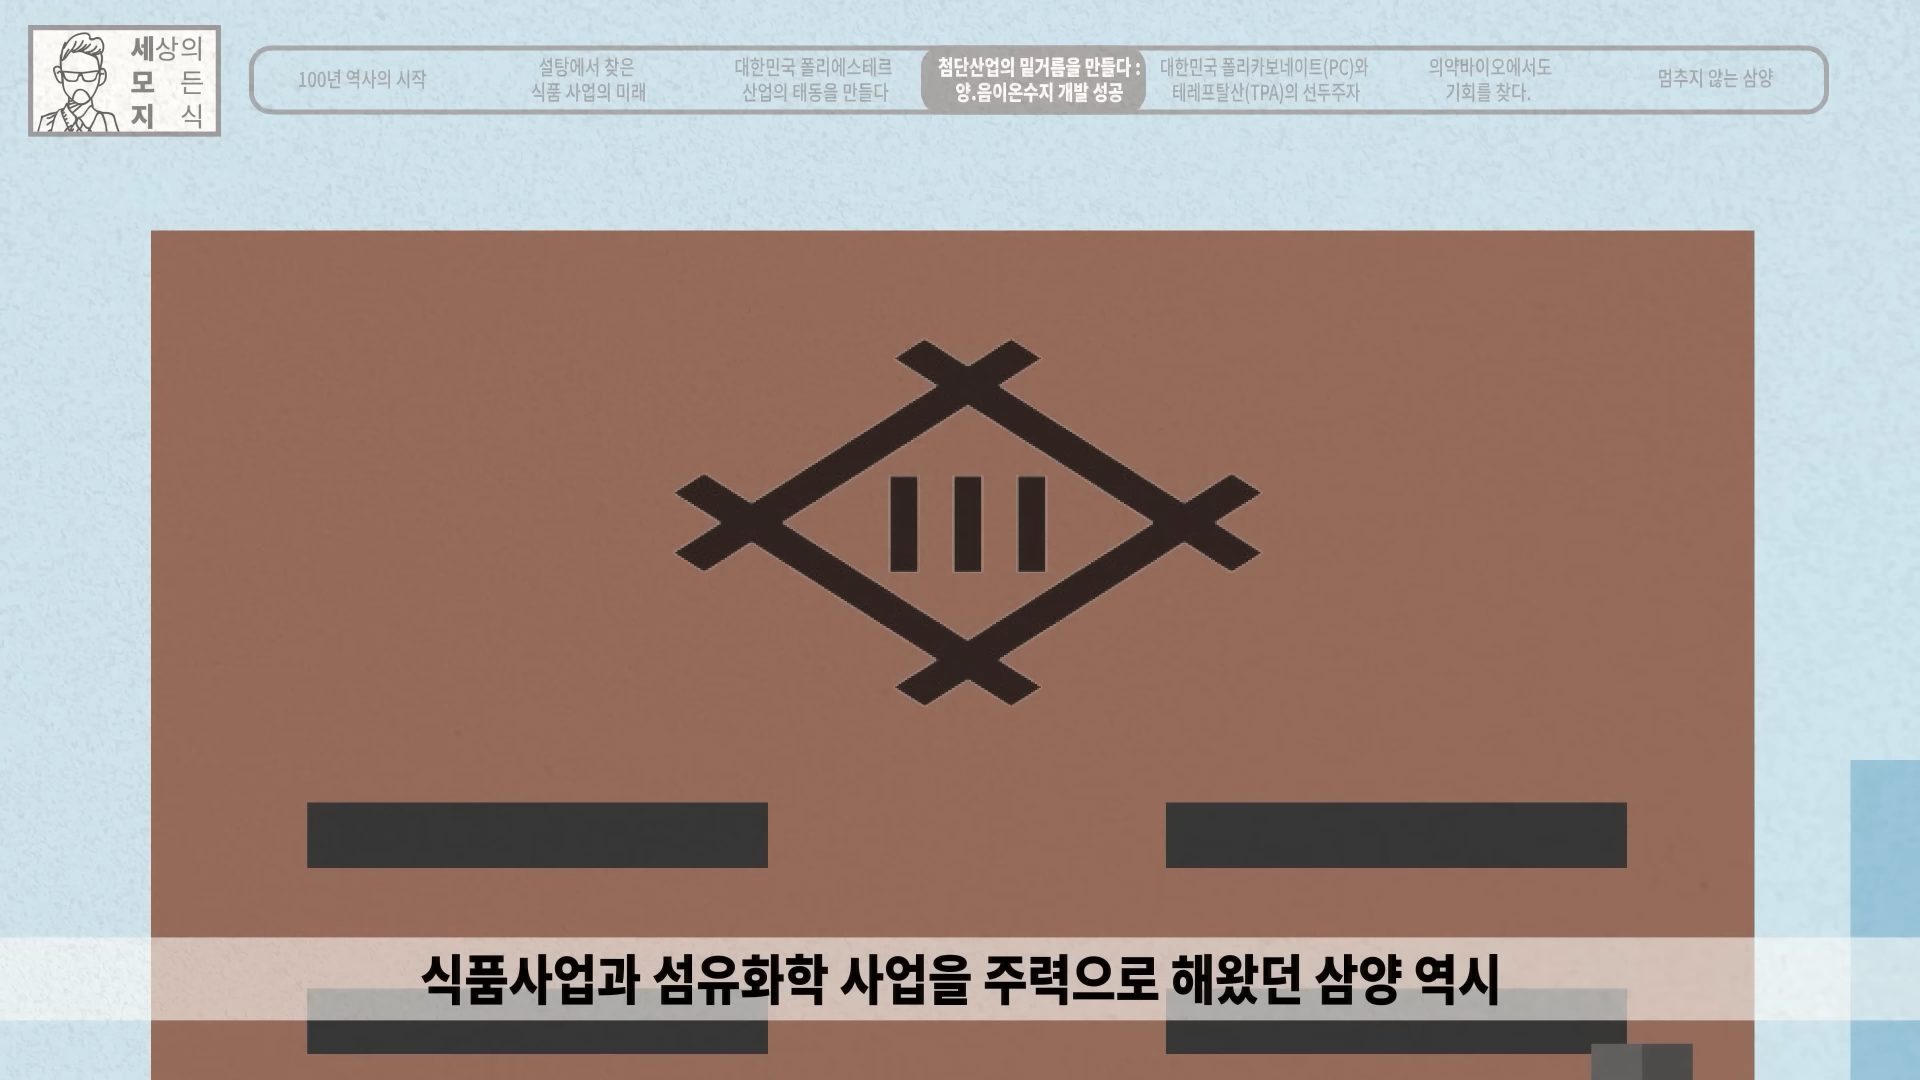 세상의
모든
지식
100년 역사의 시작
설탕에서 찾은
식품 사업의 미래
대한민국 폴리에스테르
산업의 태동을 만들다
첨단산업의 밑거름을 만들다 :
양.음이온수지 개발 성공
대한민국 폴리카보네이트(PC)와
테레프탈산(TPA)의 선두주자
의약바이오에서도
기회를 찾다.
멈추지 않는 삼양
식품사업과 섬유화학 사업을 주력으로 해왔던 삼양 역시